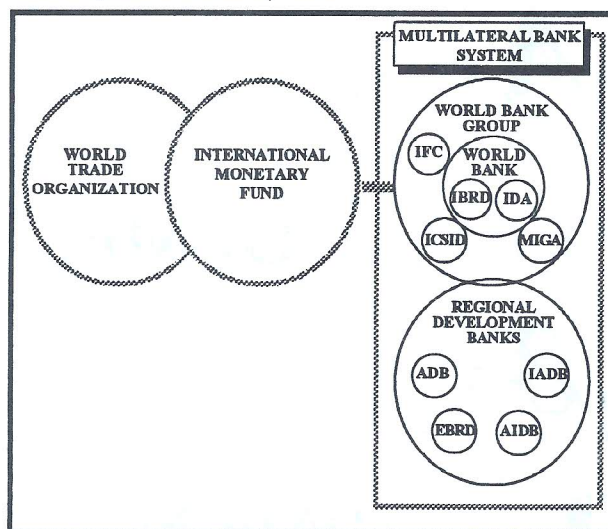 MULTILATERAL BANK
SYSTEM
WORLD
TRADE
ORGANIZATION
INTERNATIONAL
MONETARY
FUND
WORLD BANK
GROUP
IFC
WORLD
BANK
IBRD
IDA
ICSID
MIGA
REGIONAL
DEVELOPMENT
BANKS
ADB
IADB
EBRD
AIDB